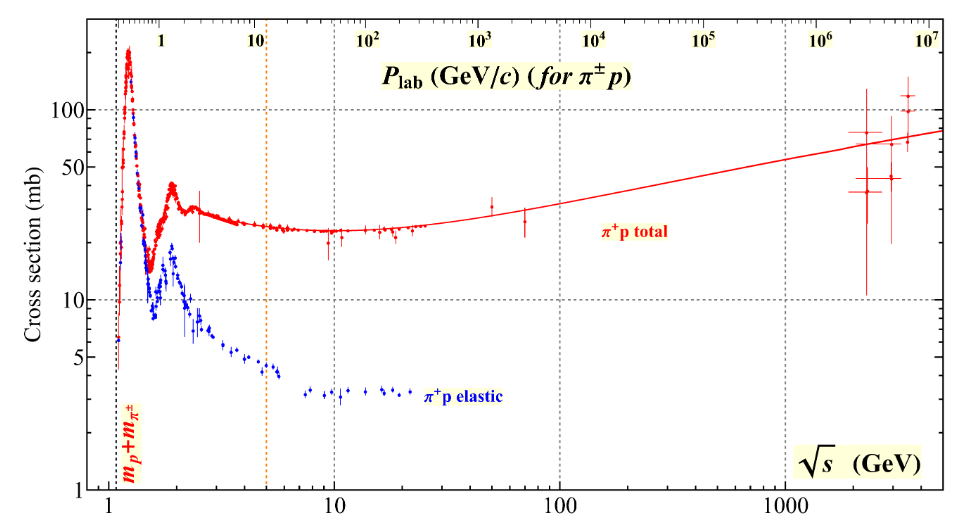 1 10 10² 10³ 10⁴ 10⁵ 10⁶ 10⁷
P_lab (GeV/c) (for π±p)
100
50
10
5
1
Cross section (mb)
π⁺p total
π⁺p elastic
m_p+m_π±
√s (GeV)
1 10 100 1000